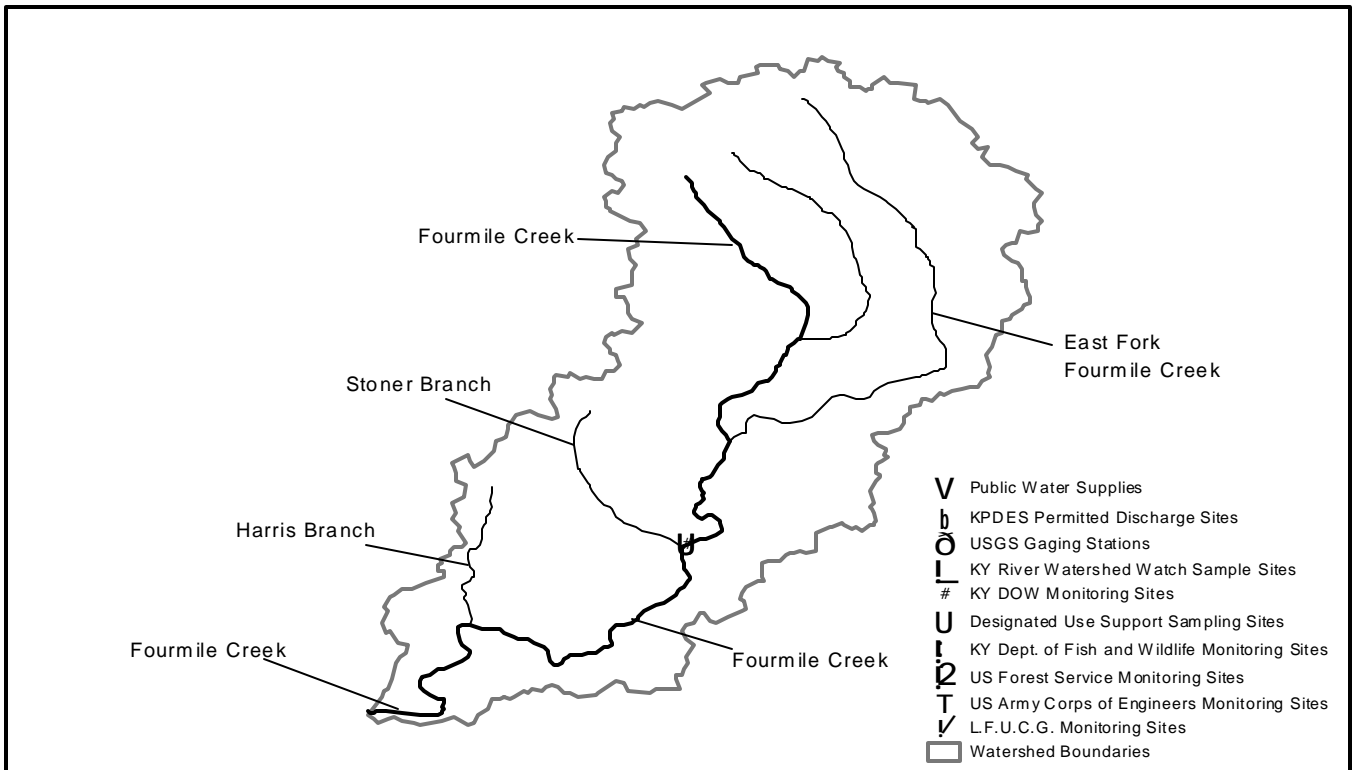 Fourmile Creek
East Fork
Fourmile Creek
Stoner Branch
Harris Branch
Fourmile Creek
Fourmile Creek
U
#
V Public Water Supplies
KPDES Permitted Discharge Sites
USGS Gaging Stations
KY River Watershed Watch Sample Sites
# KY DOW Monitoring Sites
U Designated Use Support Sampling Sites
KY Dept. of Fish and Wildlife Monitoring Sites
US Forest Service Monitoring Sites
T US Army Corps of Engineers Monitoring Sites
L.F.U.C.G. Monitoring Sites
Watershed Boundaries